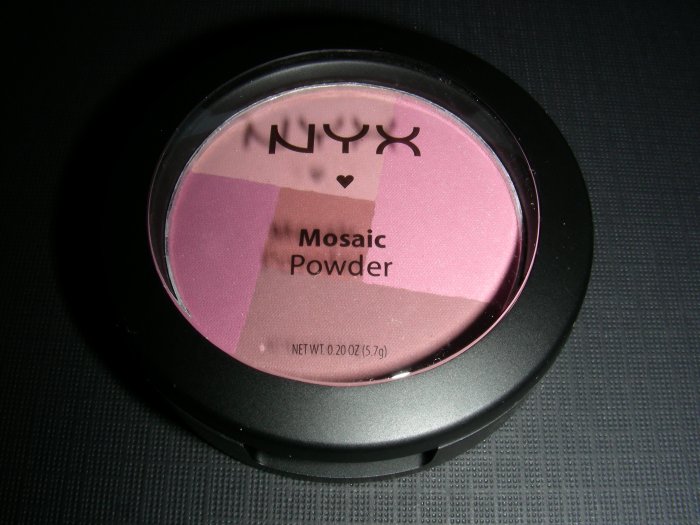 NYX
Mosaic
Powder
NET WT. 0.20 OZ (5.7g)